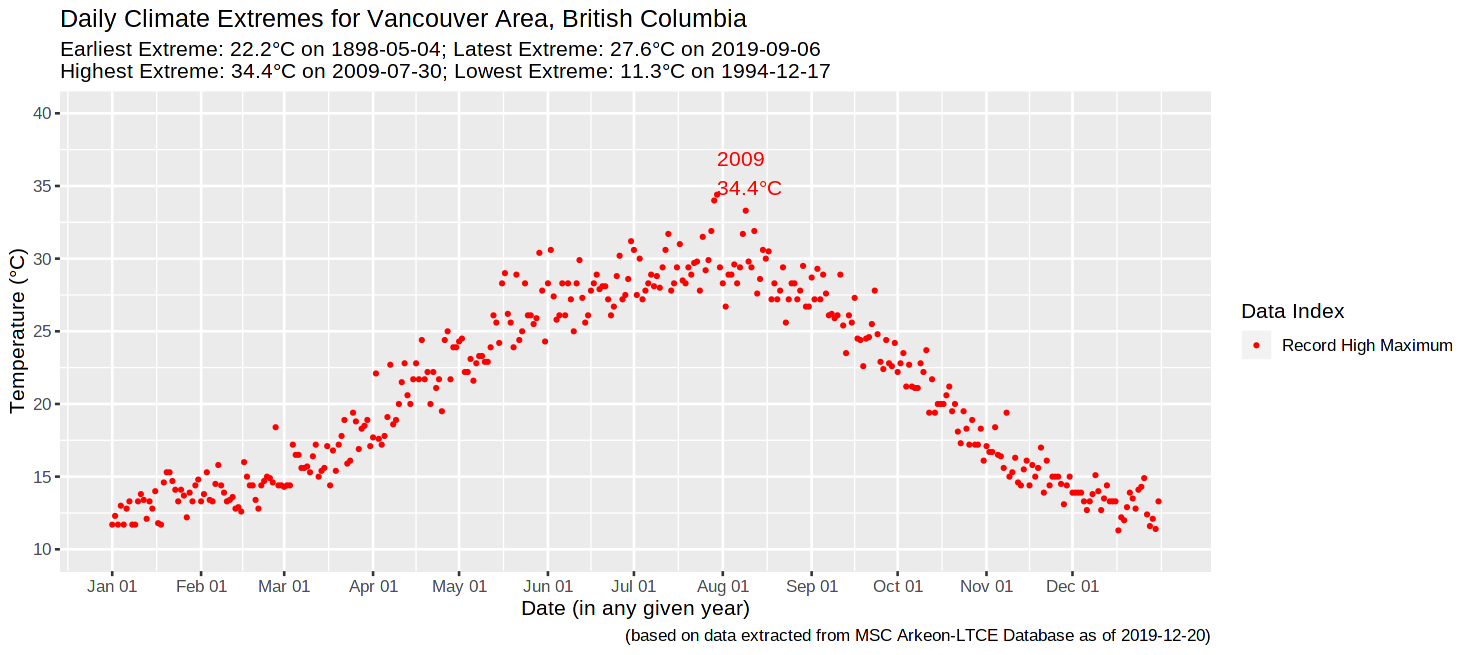 Daily Climate Extremes for Vancouver Area, British Columbia
Earliest Extreme: 22.2°C on 1898-05-04; Latest Extreme: 27.6°C on 2019-09-06
Highest Extreme: 34.4°C on 2009-07-30; Lowest Extreme: 11.3°C on 1994-12-17
Temperature (°C)
40
35
30
25
20
15
10
2009
34.4°C
Jan 01
Feb 01
Mar 01
Apr 01
May 01
Jun 01
Jul 01
Aug 01
Sep 01
Oct 01
Nov 01
Dec 01
Date (in any given year)
Data Index
Record High Maximum
(based on data extracted from MSC Arkeon-LTCE Database as of 2019-12-20)